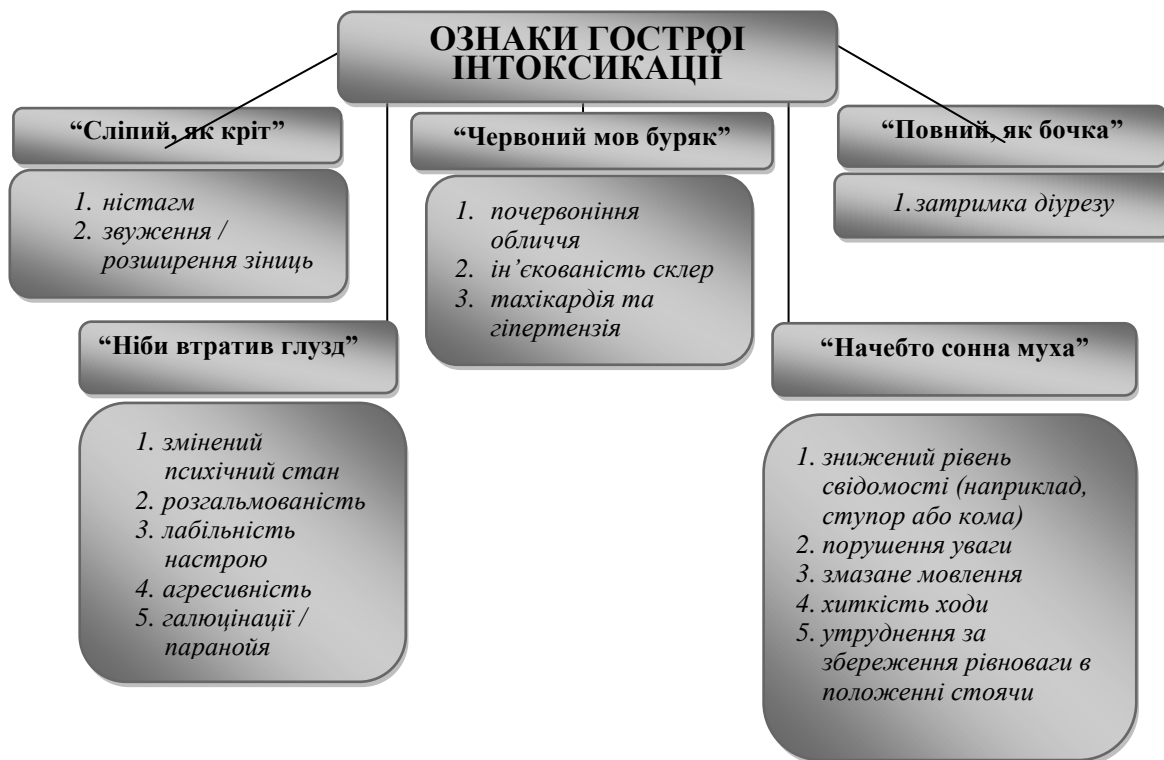 ОЗНАКИ ГОСТРОЇ
ІНТОКСИКАЦІЇ
“Сліпий, як кріт”
1. ністагм
2. звуження /
розширення зіниць
“Червоний мов буряк”
1. почервоніння
обличчя
2. ін’єкованість склер
3. тахікардія та
гіпертензія
“Повний, як бочка”
1. затримка діурезу
“Ніби втратив глузд”
1. змінений
психічний стан
2. розгальмованість
3. лабільність
настрою
4. агресивність
5. галюцінації /
паранойя
“Начебто сонна муха”
1. знижений рівень
свідомості (наприклад,
ступор або кома)
2. порушення уваги
3. змазане мовлення
4. хиткість ходи
5. утруднення за
збереження рівноваги в
положенні стоячи